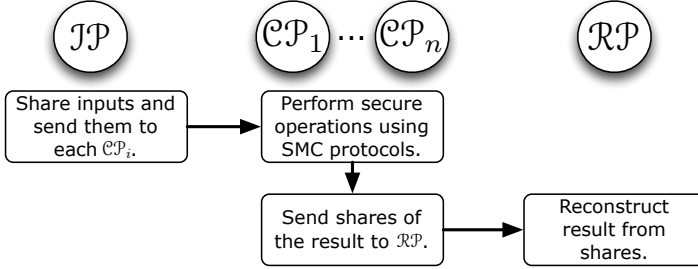 ℐ𝒫
𝒞𝒫₁ ··· 𝒞𝒫ₙ
ℛ𝒫
Share inputs and
send them to
each 𝒞𝒫ᵢ.
Perform secure
operations using
SMC protocols.
Send shares of
the result to ℛ𝒫.
Reconstruct
result from
shares.